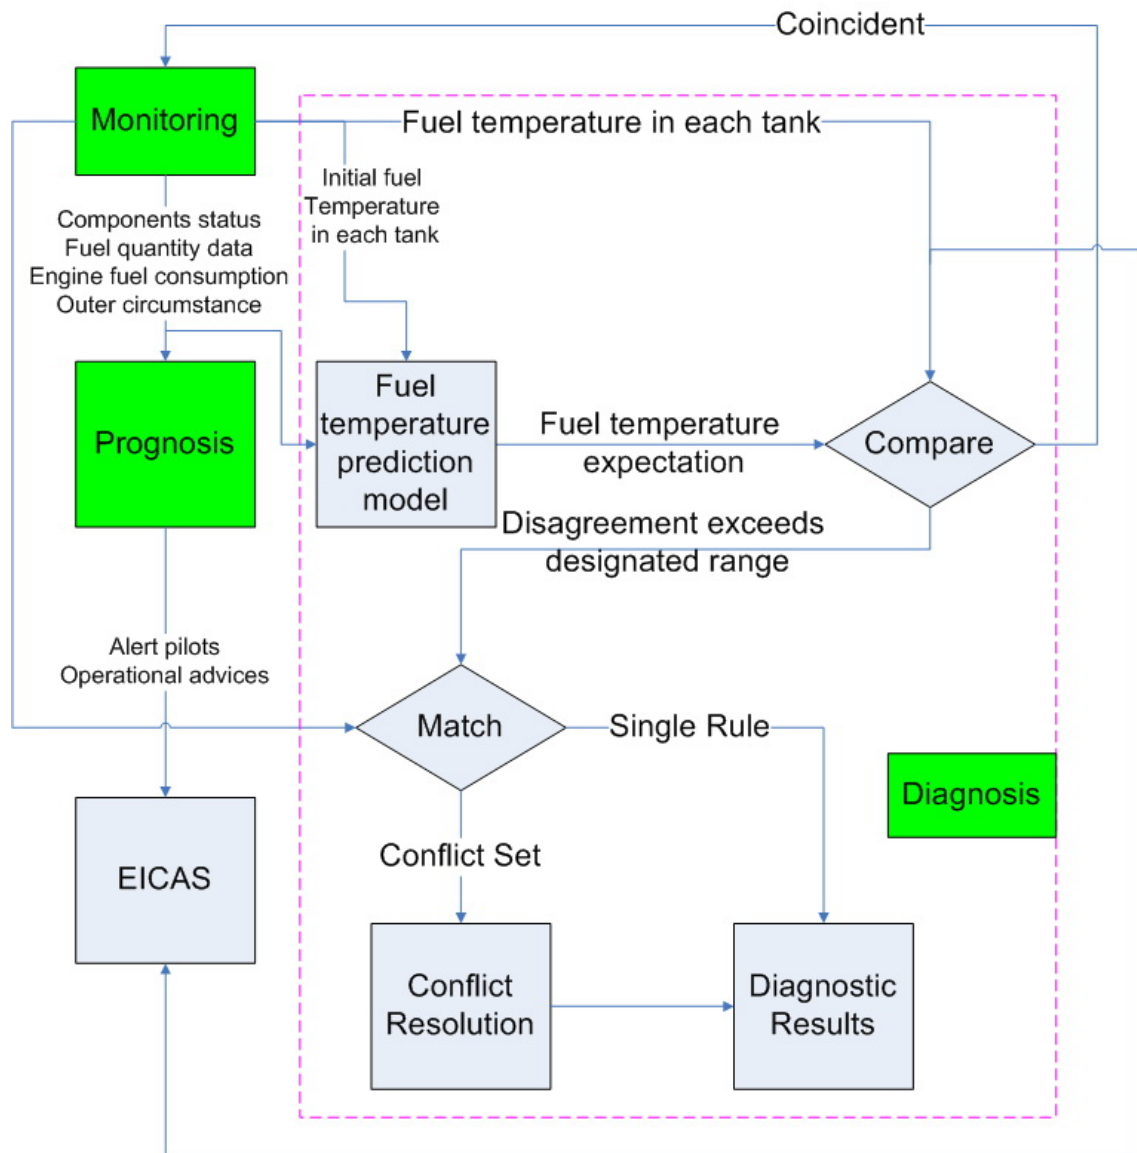 Coincident
Monitoring
Fuel temperature in each tank
Initial fuel
Temperature
in each tank
Components status
Fuel quantity data
Engine fuel consumption
Outer circumstance
Prognosis
Fuel
temperature
prediction
model
Fuel temperature
expectation
Compare
Disagreement exceeds
designated range
Alert pilots
Operational advices
Match
Single Rule
Diagnosis
EICAS
Conflict Set
Conflict
Resolution
Diagnostic
Results